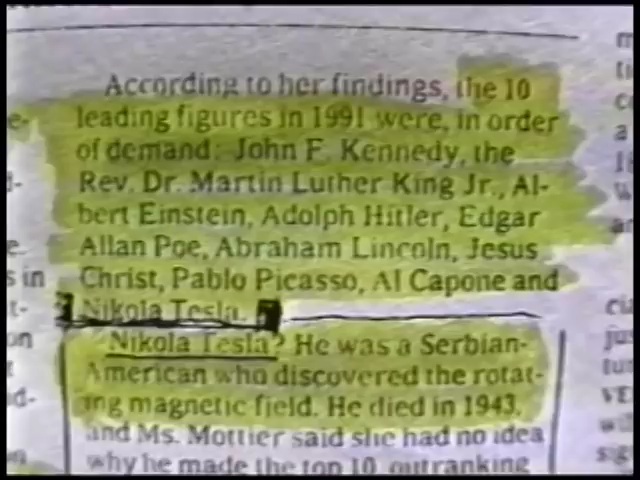 According to her findings, the 10
leading figures in 1991 were, in order
of demand: John F. Kennedy, the
Rev. Dr. Martin Luther King Jr., Al-
bert Einstein, Adolph Hitler, Edgar
Allan Poe, Abraham Lincoln, Jesus
Christ, Pablo Picasso, Al Capone and
Nikola Tesla.
Nikola Tesla? He was a Serbian-
American who discovered the rotat-
ing magnetic field. He died in 1943,
and Ms. Mottier said she had no idea
why he made the top 10, outranking